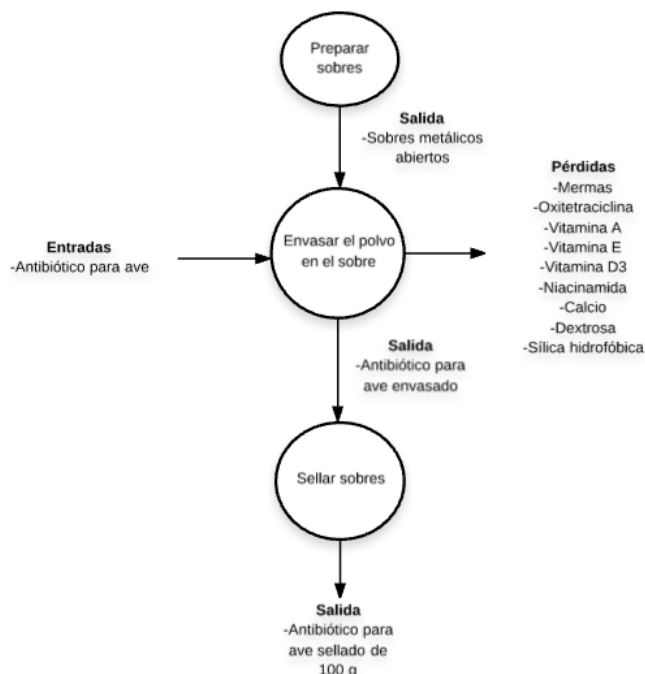 Preparar
sobres
Salida
-Sobres metálicos
abiertos
Entradas
-Antibiótico para ave
Envasar el polvo
en el sobre
Pérdidas
-Mermas
-Oxitetraciclina
-Vitamina A
-Vitamina E
-Vitamina D3
-Niacinamida
-Calcio
-Dextrosa
-Sílica hidrofóbica
Salida
-Antibiótico para
ave envasado
Sellar sobres
Salida
-Antibiótico para
ave sellado de
100 g